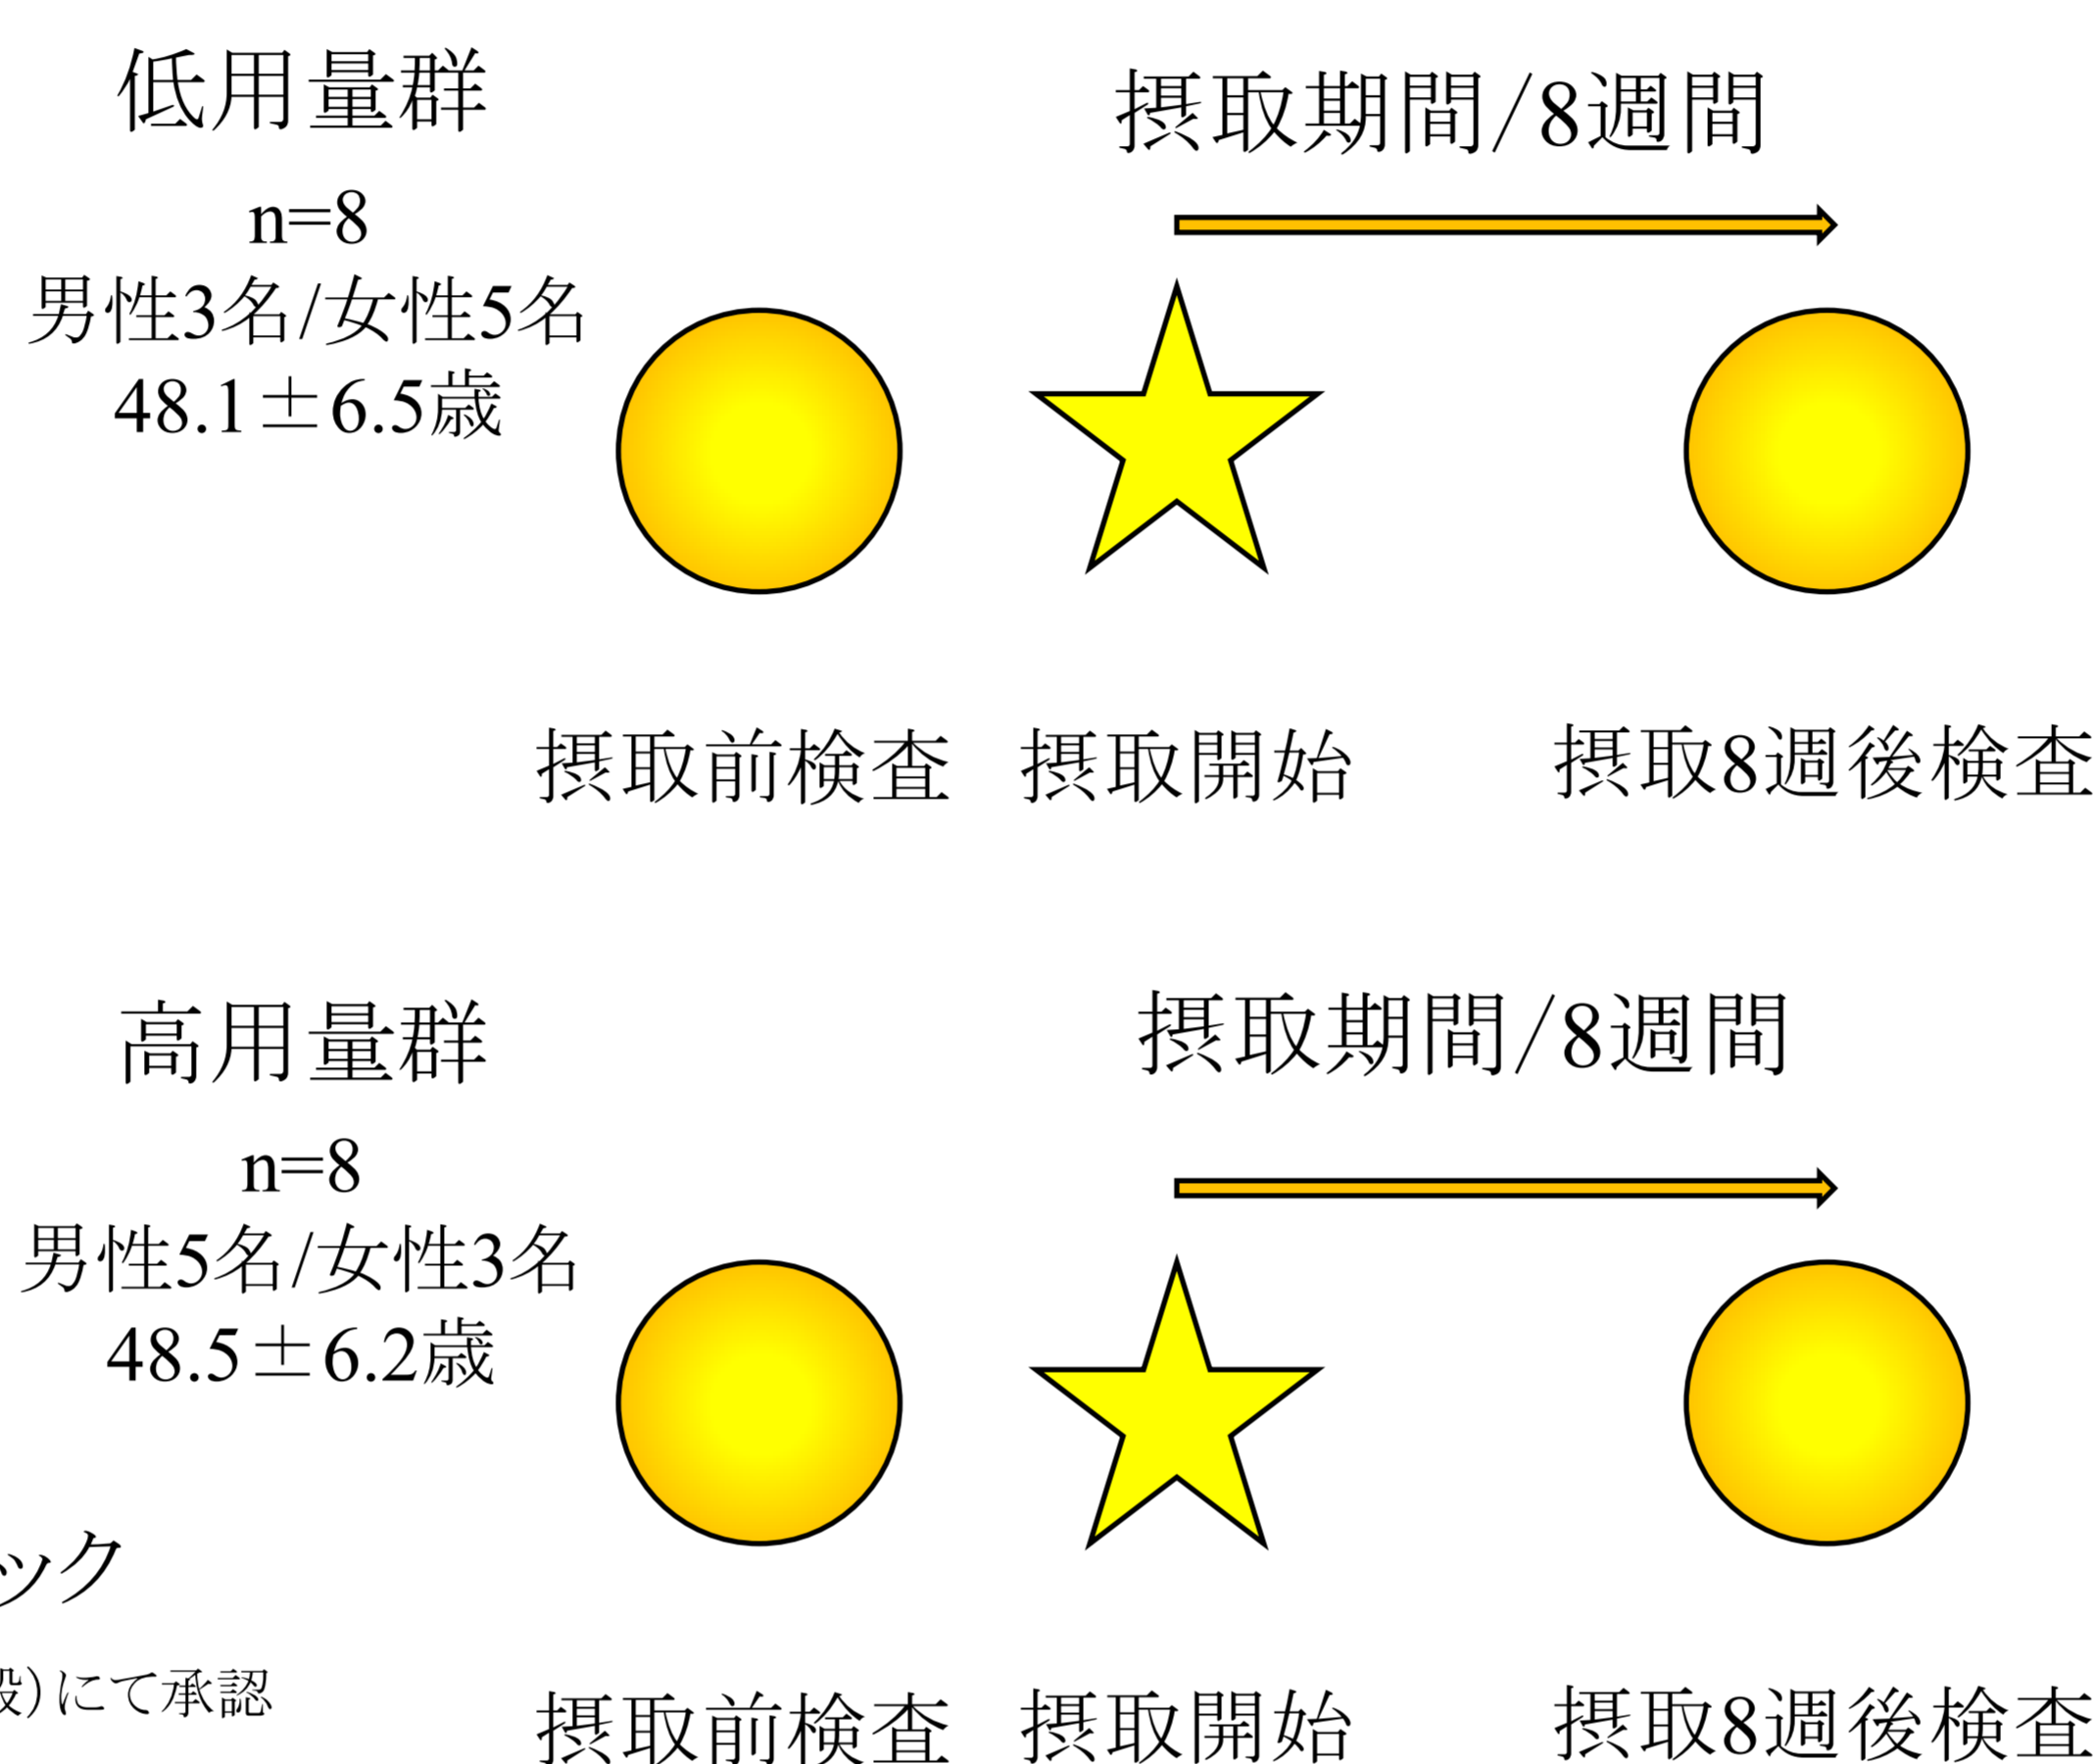 低用量群
摂取期間/8週間
n=8
男性3名/女性5名
48.1±6.5歳
摂取前検査 摂取開始 摂取8週後検査
高用量群
摂取期間/8週間
n=8
男性5名/女性3名
48.5±6.2歳
ック
にて承認
摂取前検査 摂取開始 摂取8週後検査